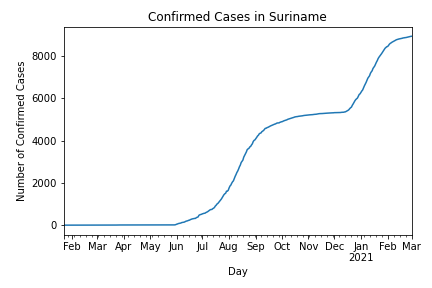 Confirmed Cases in Suriname
Number of Confirmed Cases
8000
6000
4000
2000
0
Feb Mar Apr May Jun Jul Aug Sep Oct Nov Dec Jan Feb Mar
2021
Day